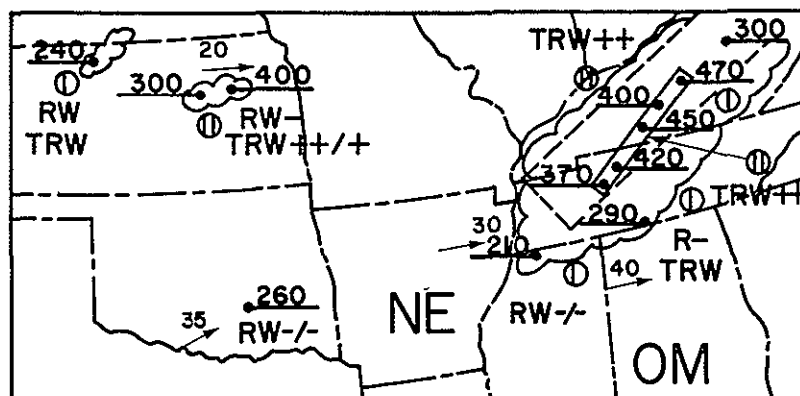 240
20
300
400
RW
TRW
RW-
TRW++/+
TRW++
300
470
400
450
420
370
TRW++
290
30
210
R-
TRW
40
RW-/-
35
260
RW-/-
NE
OM